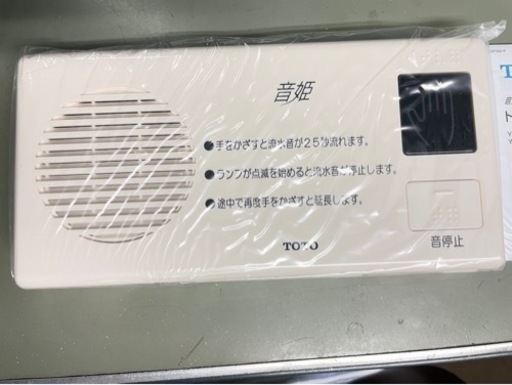 音姫
●手をかざすと流水音が25秒流れます。
●ランプが点滅を始めると流水音が停止します。
●途中で再度手をかざすと延長します。
TOTO
音停止